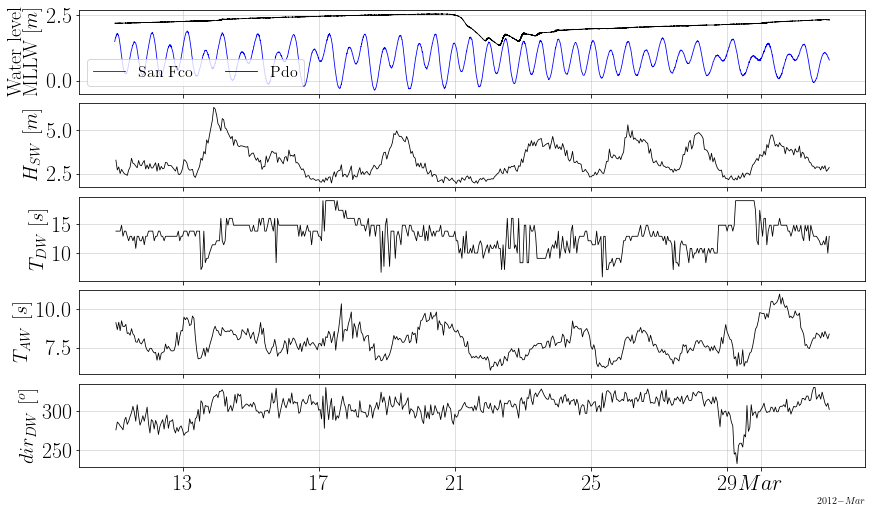 Water level
MLLW [m]
2.5
0.0
San Fco
Pdo
H_SW [m]
5.0
2.5
T_DW [s]
15
10
T_AW [s]
10.0
7.5
dir_DW [o]
300
250
13
17
21
25
29
Mar
2012-Mar